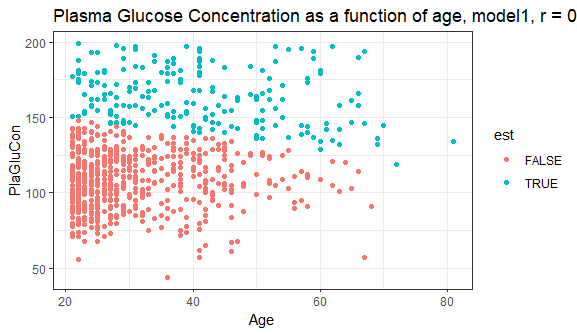 Plasma Glucose Concentration as a function of age, model1, r = 0
200
150
100
50
PlaGluCon
20
40
60
80
Age
est
FALSE
TRUE